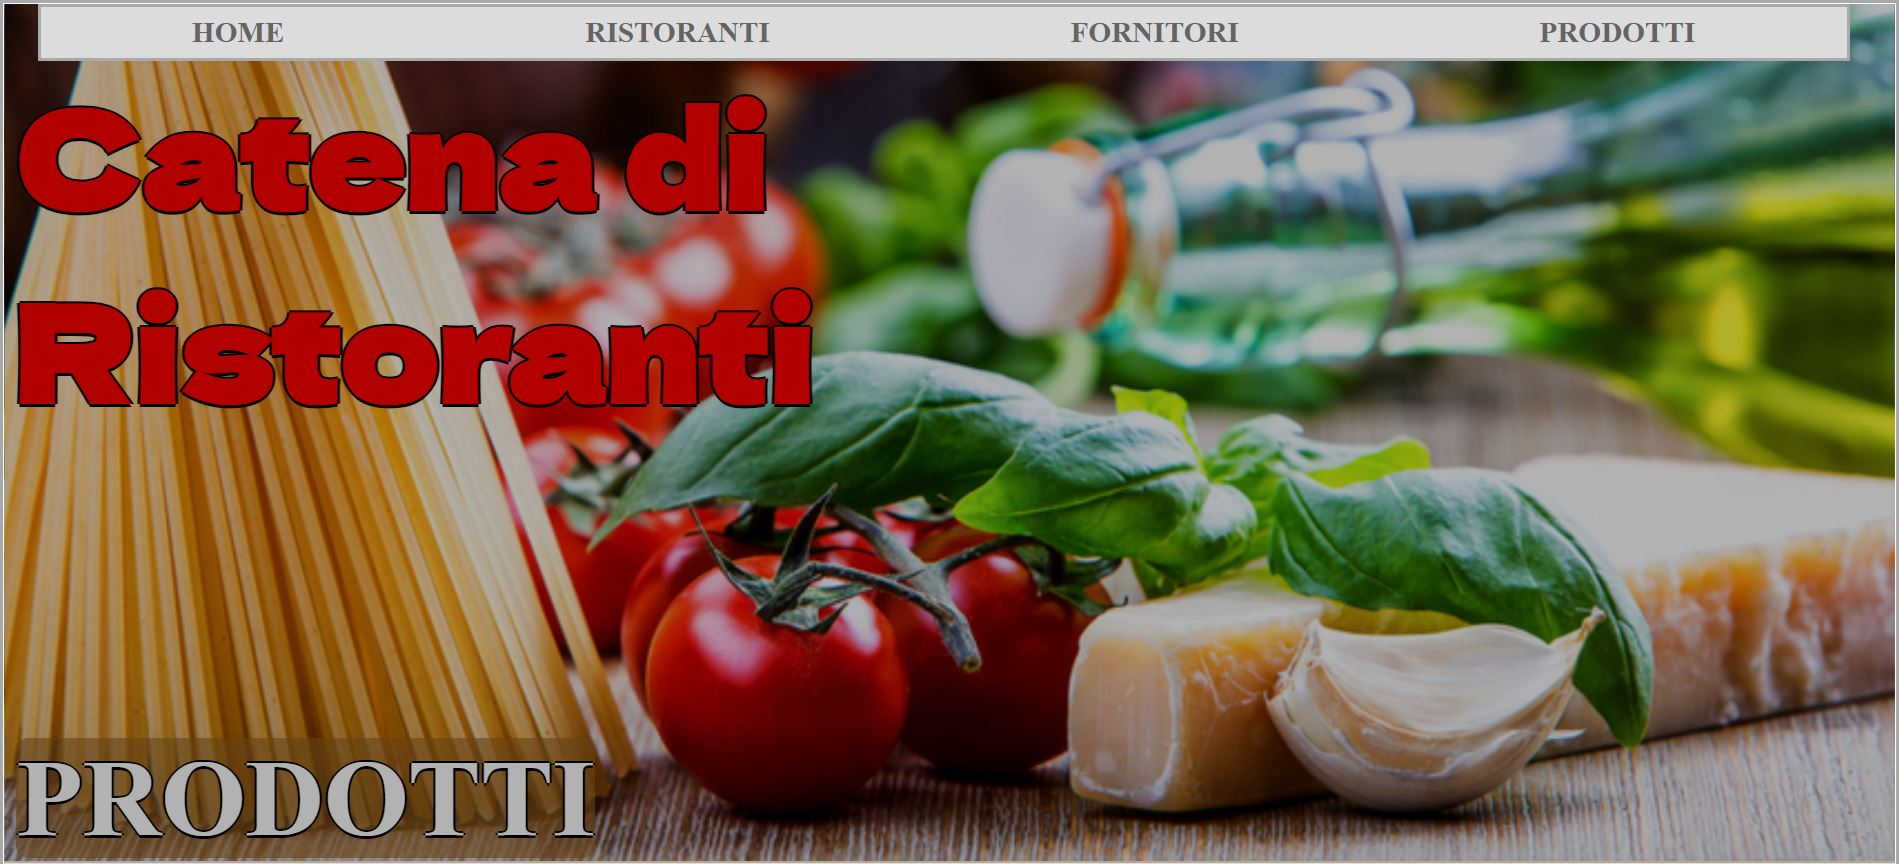 HOME RISTORANTI FORNITORI PRODOTTI
Catena di
Ristoranti
PRODOTTI